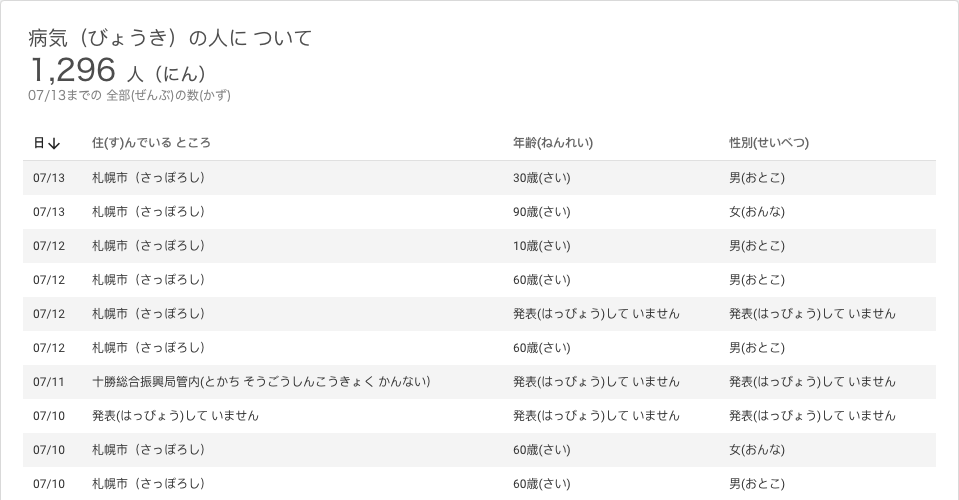 病気（びょうき）の人に ついて
1,296 人（にん）
07/13までの 全部(ぜんぶ)の数(かず)
日↓ 住(す)んでいる ところ 年齢(ねんれい) 性別(せいべつ)
07/13 札幌市（さっぽろし） 30歳(さい) 男(おとこ)
07/13 札幌市（さっぽろし） 90歳(さい) 女(おんな)
07/12 札幌市（さっぽろし） 10歳(さい) 男(おとこ)
07/12 札幌市（さっぽろし） 60歳(さい) 男(おとこ)
07/12 札幌市（さっぽろし） 発表(はっぴょう)して いません 発表(はっぴょう)して いません
07/12 札幌市（さっぽろし） 60歳(さい) 男(おとこ)
07/11 十勝総合振興局管内(とかち そうごうしんこうきょく かんない） 発表(はっぴょう)して いません 発表(はっぴょう)して いません
07/10 発表(はっぴょう)して いません 発表(はっぴょう)して いません 発表(はっぴょう)して いません
07/10 札幌市（さっぽろし） 60歳(さい) 女(おんな)
07/10 札幌市（さっぽろし） 60歳(さい) 男(おとこ)